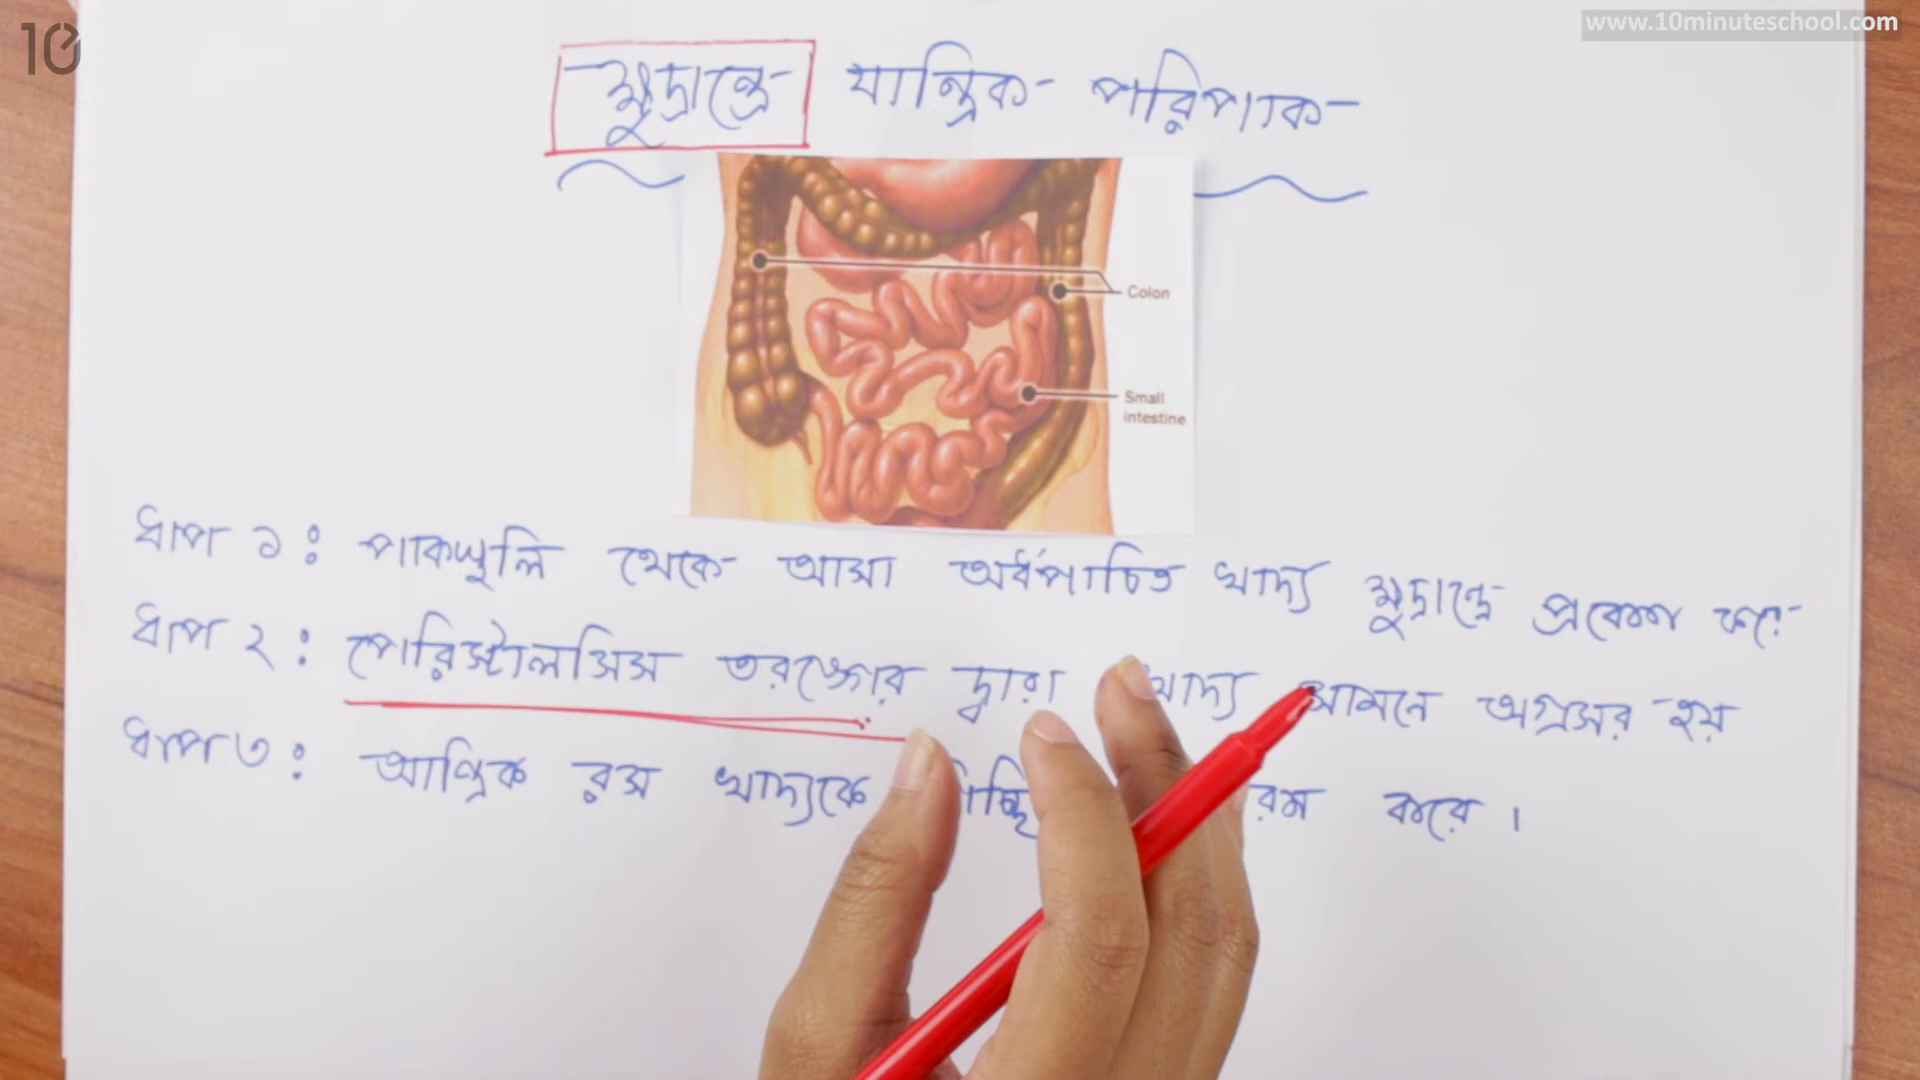 10
www.10minuteschool.com
ক্ষুদ্রান্ত্রে যান্ত্রিক পরিপাক
Colon
Small
intestine
ধাপ ১ : পাকস্থুলি থেকে আসা অর্ধপাচিত খাদ্য ক্ষুদ্রান্ত্রে প্রবেশ করে
ধাপ ২ : পেরিস্টালসিস তরঙ্গের দ্বারা খাদ্য সামনে অগ্রসর হয়
ধাপ ৩ : আন্ত্রিক রস খাদ্যকে করে ।